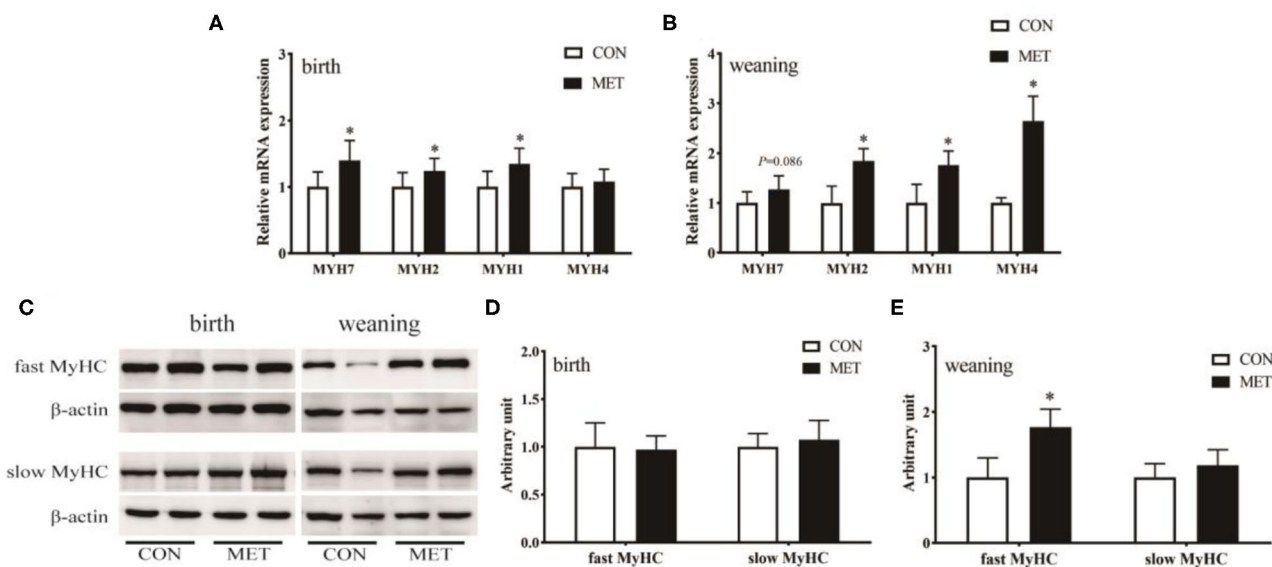 A
Relative mRNA expression
3
2
1
0
birth
CON
MET
*
*
*
MYH7
MYH2
MYH1
MYH4
B
Relative mRNA expression
4
3
2
1
0
weaning
CON
MET
P=0.086
*
*
*
MYH7
MYH2
MYH1
MYH4
C
birth
weaning
fast MyHC
β-actin
slow MyHC
β-actin
CON
MET
CON
MET
D
Arbitrary unit
2.0
1.5
1.0
0.5
0.0
birth
CON
MET
fast MyHC
slow MyHC
E
Arbitrary unit
3
2
1
0
weaning
CON
MET
*
fast MyHC
slow MyHC